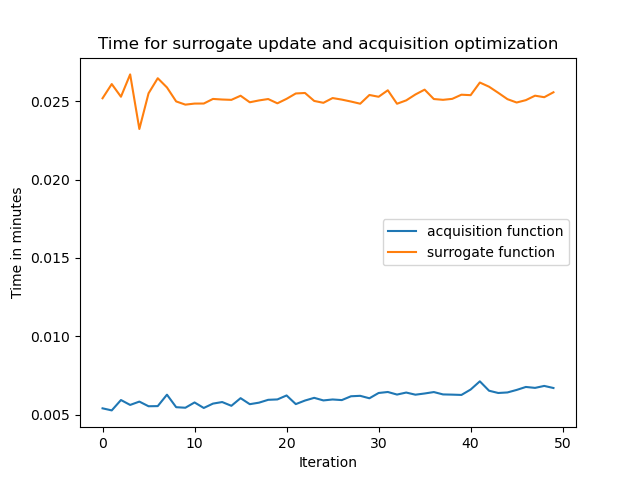 Time for surrogate update and acquisition optimization
0.025
0.020
0.015
0.010
0.005
Time in minutes
acquisition function
surrogate function
0 10 20 30 40 50
Iteration